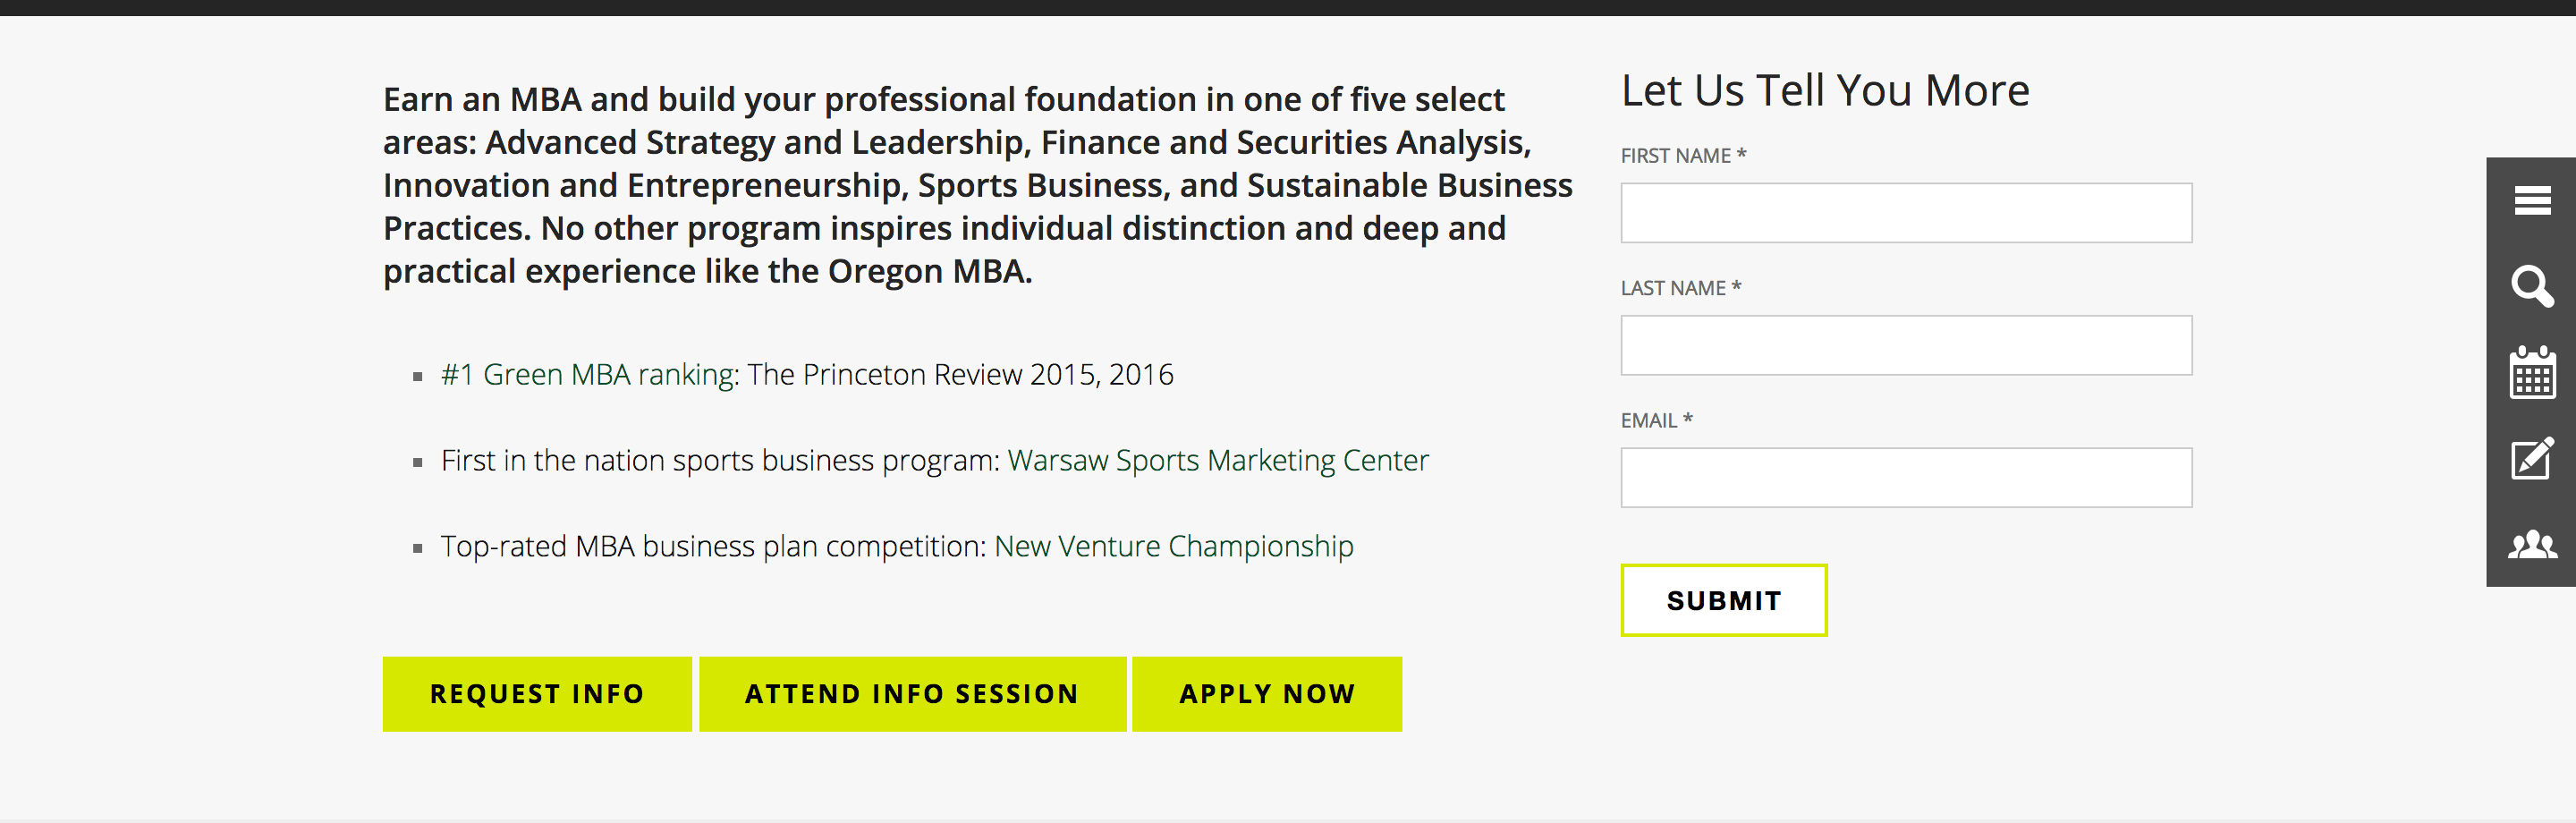 Earn an MBA and build your professional foundation in one of five select
areas: Advanced Strategy and Leadership, Finance and Securities Analysis,
Innovation and Entrepreneurship, Sports Business, and Sustainable Business
Practices. No other program inspires individual distinction and deep and
practical experience like the Oregon MBA.
#1 Green MBA ranking: The Princeton Review 2015, 2016
First in the nation sports business program: Warsaw Sports Marketing Center
Top-rated MBA business plan competition: New Venture Championship
REQUEST INFO
ATTEND INFO SESSION
APPLY NOW
Let Us Tell You More
FIRST NAME *
LAST NAME *
EMAIL *
SUBMIT